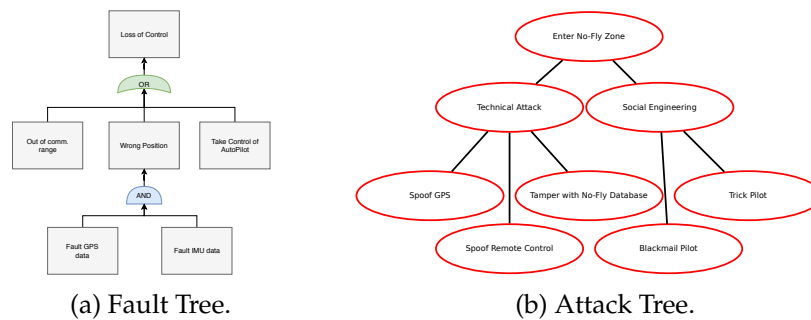 Loss of Control
OR
Out of comm.
range
Wrong Position
Take Control of
AutoPilot
AND
Fault GPS
data
Fault IMU data
(a) Fault Tree.
Enter No-Fly Zone
Technical Attack
Social Engineering
Spoof GPS
Tamper with No-Fly Database
Trick Pilot
Spoof Remote Control
Blackmail Pilot
(b) Attack Tree.